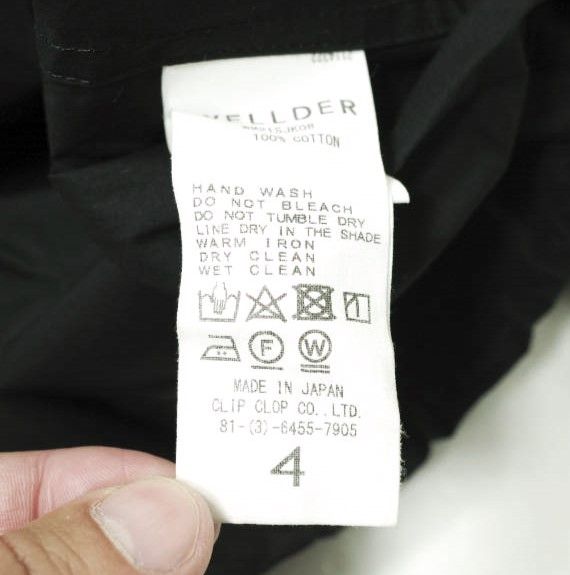 WELLDER
100% COTTON
HAND WASH
DO NOT BLEACH
DO NOT TUMBLE DRY
LINE DRY IN THE SHADE
WARM IRON
DRY CLEAN
WET CLEAN
F W
MADE IN JAPAN
CLIP CLOP CO.,LTD.
81-(3)-6455-7905
4